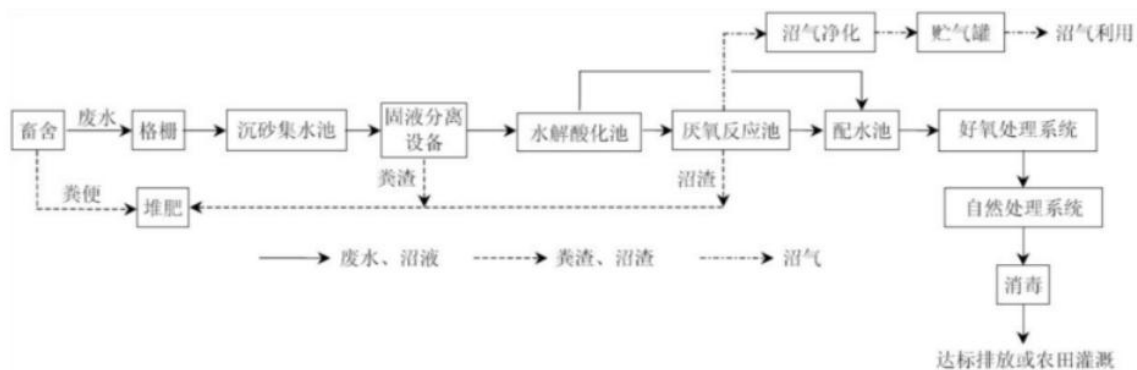 沼气净化
贮气罐
沼气利用
畜舍
废水
格栅
沉砂集水池
固液分离
设备
水解酸化池
厌氧反应池
配水池
好氧处理系统
粪便
堆肥
粪渣
沼渣
自然处理系统
废水、沼液
粪渣、沼渣
沼气
消毒
达标排放或农田灌溉